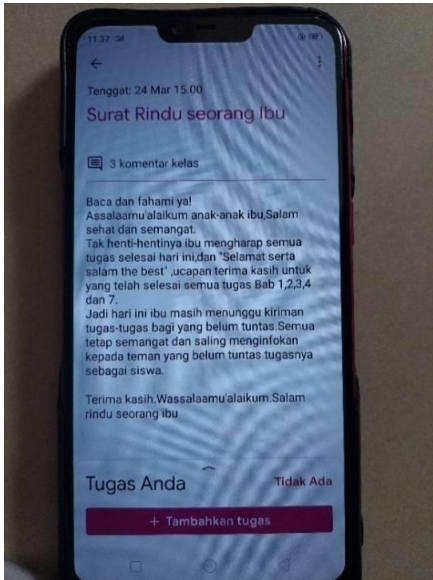 11.37
Tenggat: 24 Mar 15.00
Surat Rindu seorang Ibu
3 komentar kelas
Baca dan fahami ya!
Assalaamu'alaikum anak-anak ibu,Salam
sehat dan semangat.
Tak henti-hentinya ibu mengharap semua
tugas selesai hari ini,dan "Selamat serta
salam the best" ,ucapan terima kasih untuk
yang telah selesai semua tugas Bab 1,2,3,4
dan 7.
Jadi hari ini ibu masih menunggu kiriman
tugas-tugas bagi yang belum tuntas.Semua
tetap semangat dan saling menginfokan
kepada teman yang belum tuntas tugasnya
sebagai siswa.
Terima kasih.Wassalaamu'alaikum.Salam
rindu seorang ibu
Tugas Anda
Tidak Ada
+ Tambahkan tugas